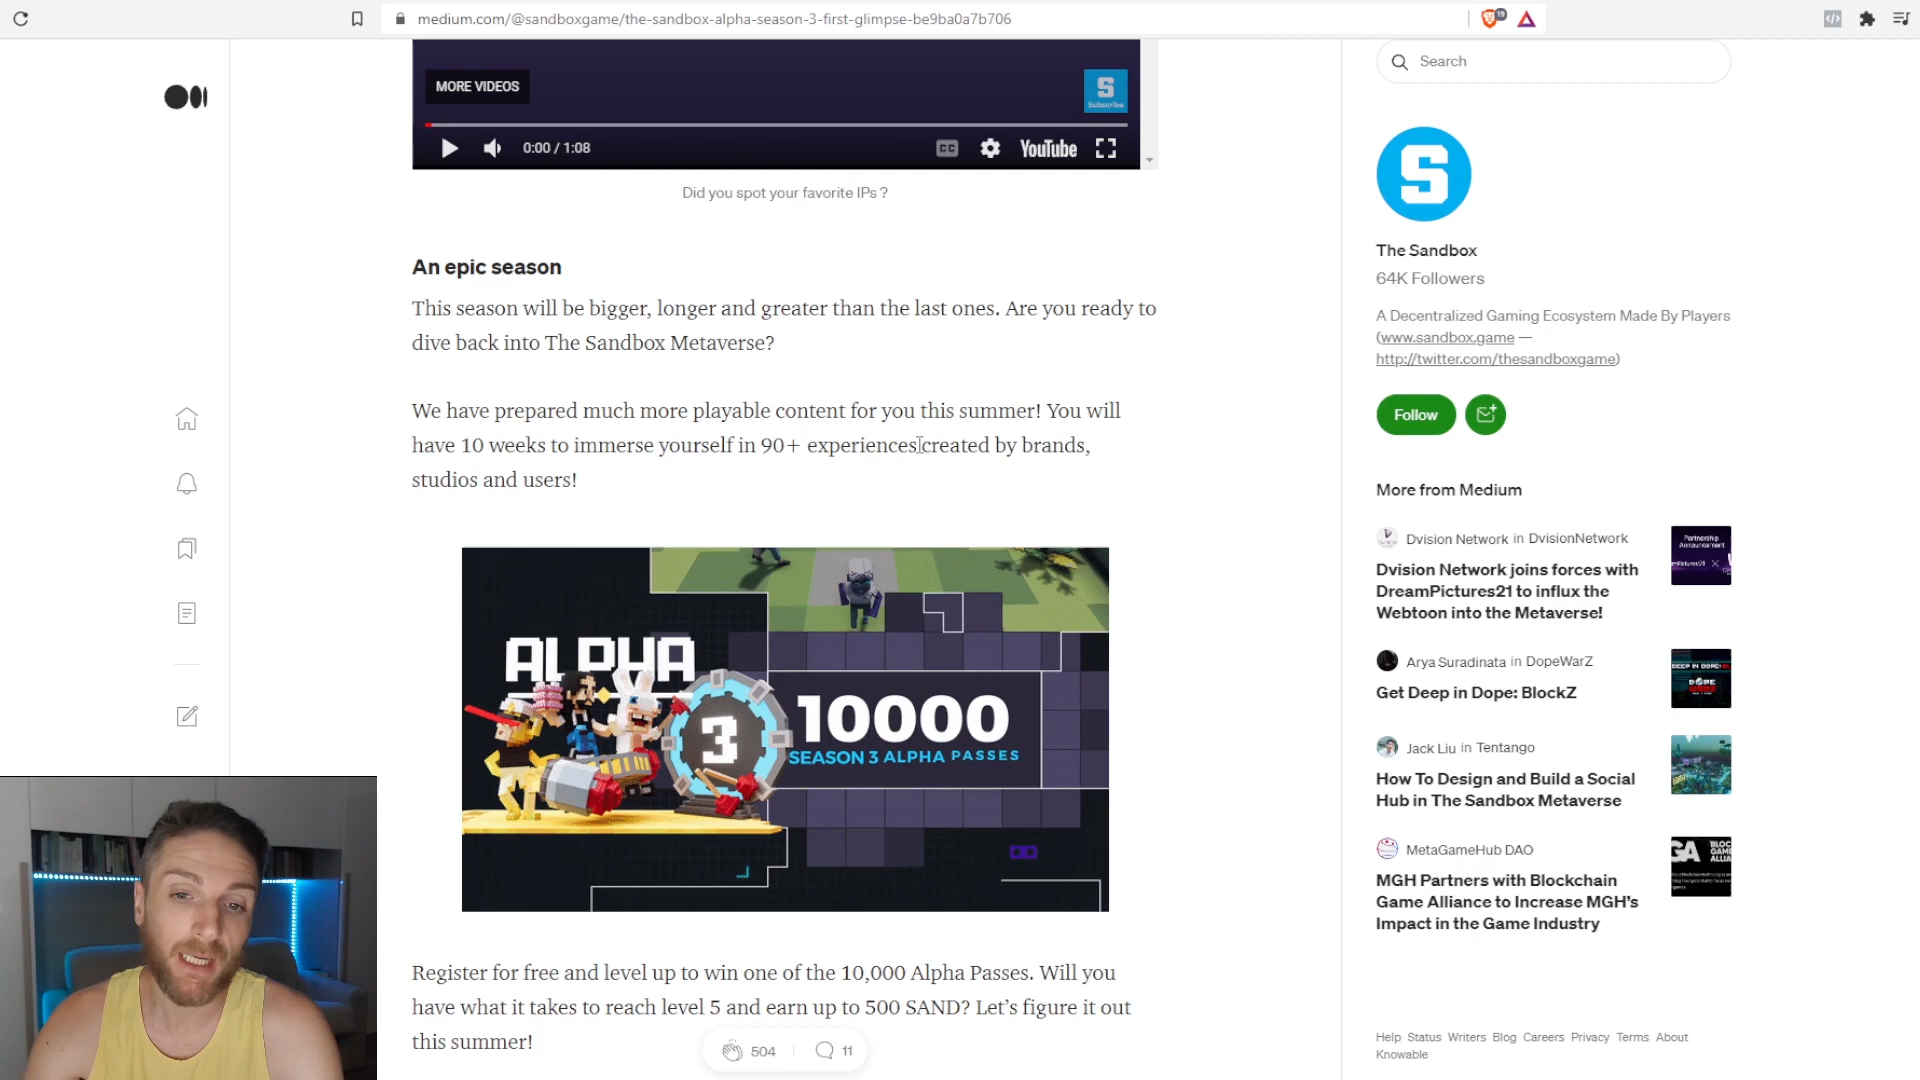 medium.com/@sandboxgame/the-sandbox-alpha-season-3-first-glimpse-be9ba0a7b706
19
MORE VIDEOS
S
Subscribe
0:00 / 1:08
CC
YouTube
Did you spot your favorite IPs ?
An epic season
This season will be bigger, longer and greater than the last ones. Are you ready to
dive back into The Sandbox Metaverse?
We have prepared much more playable content for you this summer! You will
have 10 weeks to immerse yourself in 90+ experiences created by brands,
studios and users!
ALPHA
3
10000
SEASON 3 ALPHA PASSES
Register for free and level up to win one of the 10,000 Alpha Passes. Will you
have what it takes to reach level 5 and earn up to 500 SAND? Let's figure it out
this summer!
504
11
Search
S
The Sandbox
64K Followers
A Decentralized Gaming Ecosystem Made By Players
(www.sandbox.game —
http://twitter.com/thesandboxgame)
Follow
More from Medium
Dvision Network in DvisionNetwork
Dvision Network joins forces with
DreamPictures21 to influx the
Webtoon into the Metaverse!
Partnership
Announcement
Arya Suradinata in DopeWarZ
Get Deep in Dope: BlockZ
Jack Liu in Tentango
How To Design and Build a Social
Hub in The Sandbox Metaverse
MetaGameHub DAO
MGH Partners with Blockchain
Game Alliance to Increase MGH's
Impact in the Game Industry
Help Status Writers Blog Careers Privacy Terms About
Knowable